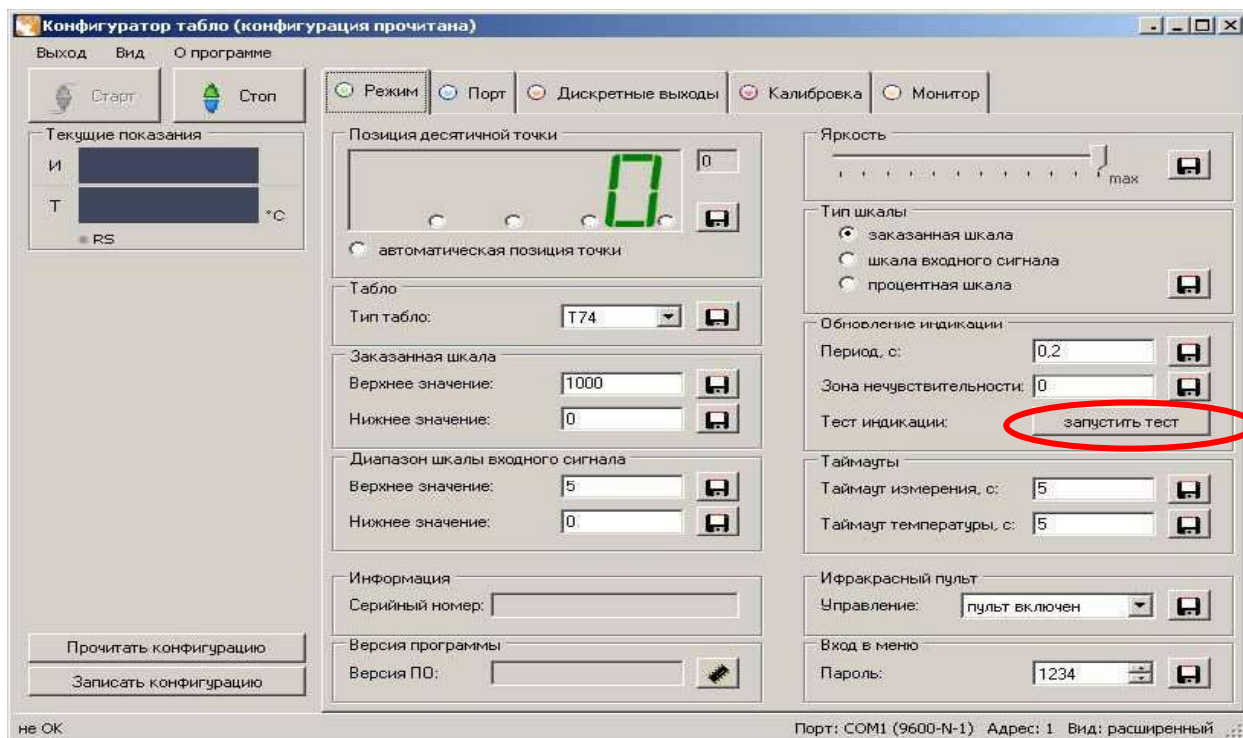 Конфигуратор табло (конфигурация прочитана)
Выход Вид О программе
Старт Стоп
Режим Порт Дискретные выходы Калибровка Монитор
Текущие показания
И
Т °C
RS
Позиция десятичной точки
0
0
автоматическая позиция точки
Табло
Тип табло: T74
Заказанная шкала
Верхнее значение: 1000
Нижнее значение: 0
Диапазон шкалы входного сигнала
Верхнее значение: 5
Нижнее значение: 0
Информация
Серийный номер:
Версия программы
Версия ПО:
Яркость
max
Тип шкалы
заказанная шкала
шкала входного сигнала
процентная шкала
Обновление индикации
Период, с: 0,2
Зона нечувствительности: 0
Тест индикации: запустить тест
Таймауты
Таймаут измерения, с: 5
Таймаут температуры, с: 5
Ифракрасный пульт
Управление: пульт включен
Вход в меню
Пароль: 1234
Прочитать конфигурацию
Записать конфигурацию
не ОК Порт: COM1 (9600-N-1) Адрес: 1 Вид: расширенный